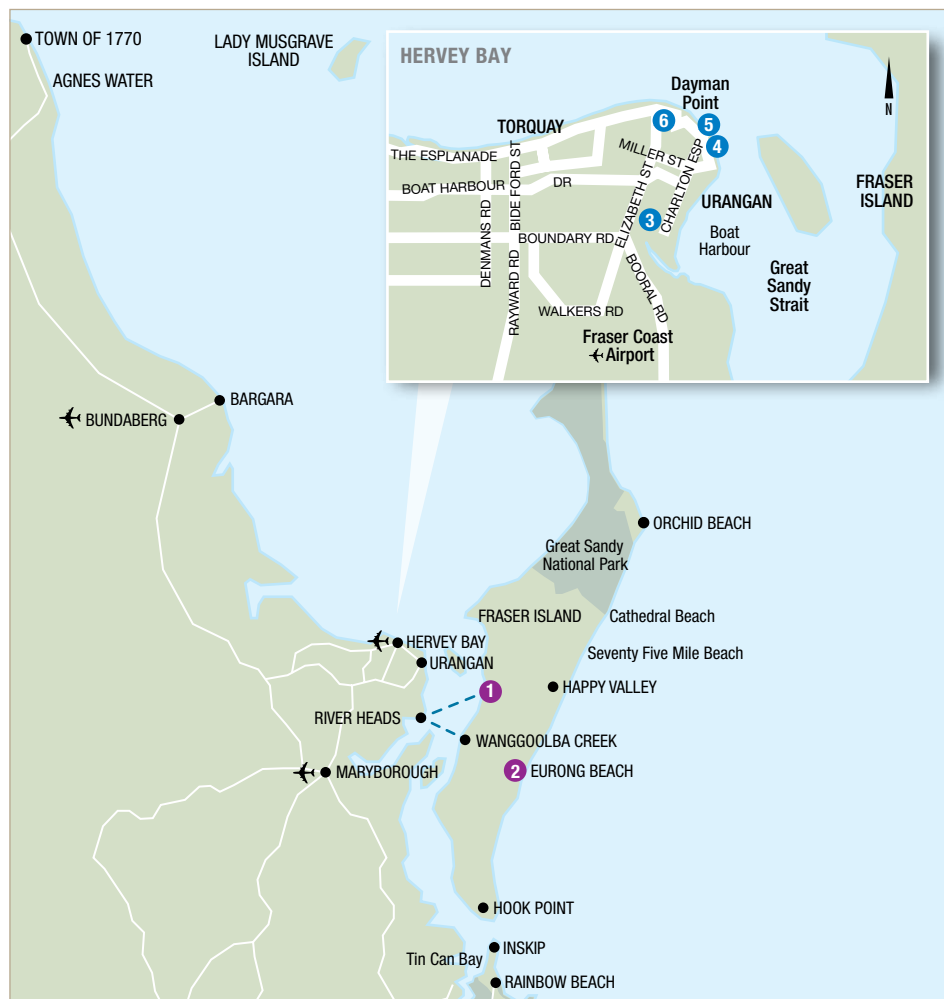 TOWN OF 1770
AGNES WATER
LADY MUSGRAVE
ISLAND
HERVEY BAY
N
Dayman
Point
6
5
4
TORQUAY
THE ESPLANADE
MILLER ST
BOAT HARBOUR
DR
BIDE FORD ST
DENMANS RD
ELIZABETH ST
CHARLTON ESP
3
URANGAN
Boat
Harbour
FRASER
ISLAND
Great
Sandy
Strait
BOUNDARY RD
RAYWARD RD
BOORAL RD
WALKERS RD
Fraser Coast
Airport
BARGARA
BUNDABERG
ORCHID BEACH
Great Sandy
National Park
FRASER ISLAND
Cathedral Beach
HERVEY BAY
Seventy Five Mile Beach
URANGAN
1
HAPPY VALLEY
RIVER HEADS
WANGGOOLBA CREEK
MARYBOROUGH
2
EURONG BEACH
HOOK POINT
INSKIP
Tin Can Bay
RAINBOW BEACH